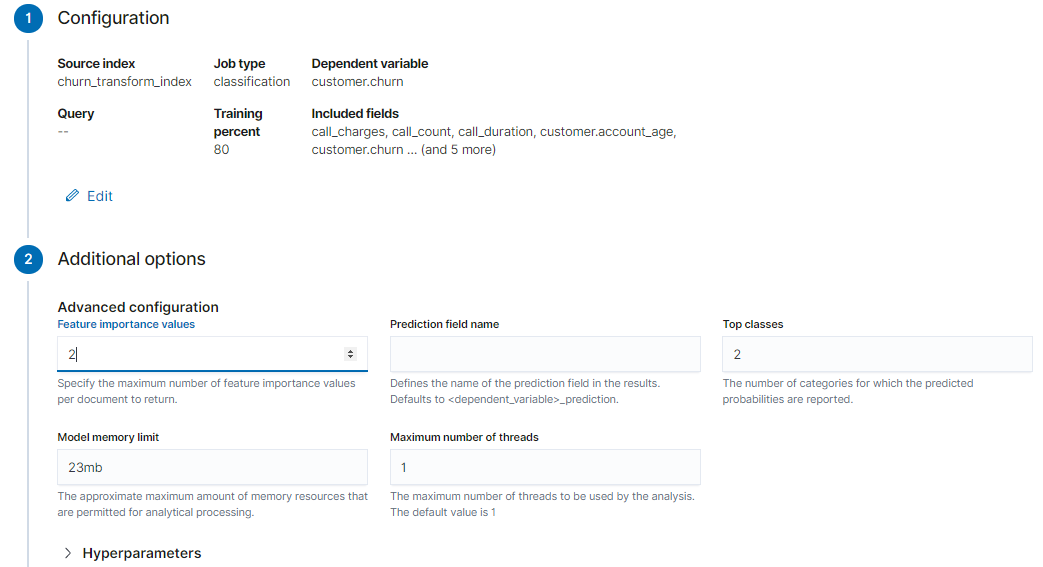 1 Configuration
Source index Job type Dependent variable
churn_transform_index classification customer.churn
Query Training percent Included fields
-- 80 call_charges, call_count, call_duration, customer.account_age,
customer.churn ... (and 5 more)
Edit
2 Additional options
Advanced configuration
Feature importance values
2
Specify the maximum number of feature importance values
per document to return.
Prediction field name
Defines the name of the prediction field in the results.
Defaults to <dependent_variable>_prediction.
Top classes
2
The number of categories for which the predicted
probabilities are reported.
Model memory limit
23mb
The approximate maximum amount of memory resources that
are permitted for analytical processing.
Maximum number of threads
1
The maximum number of threads to be used by the analysis.
The default value is 1
Hyperparameters